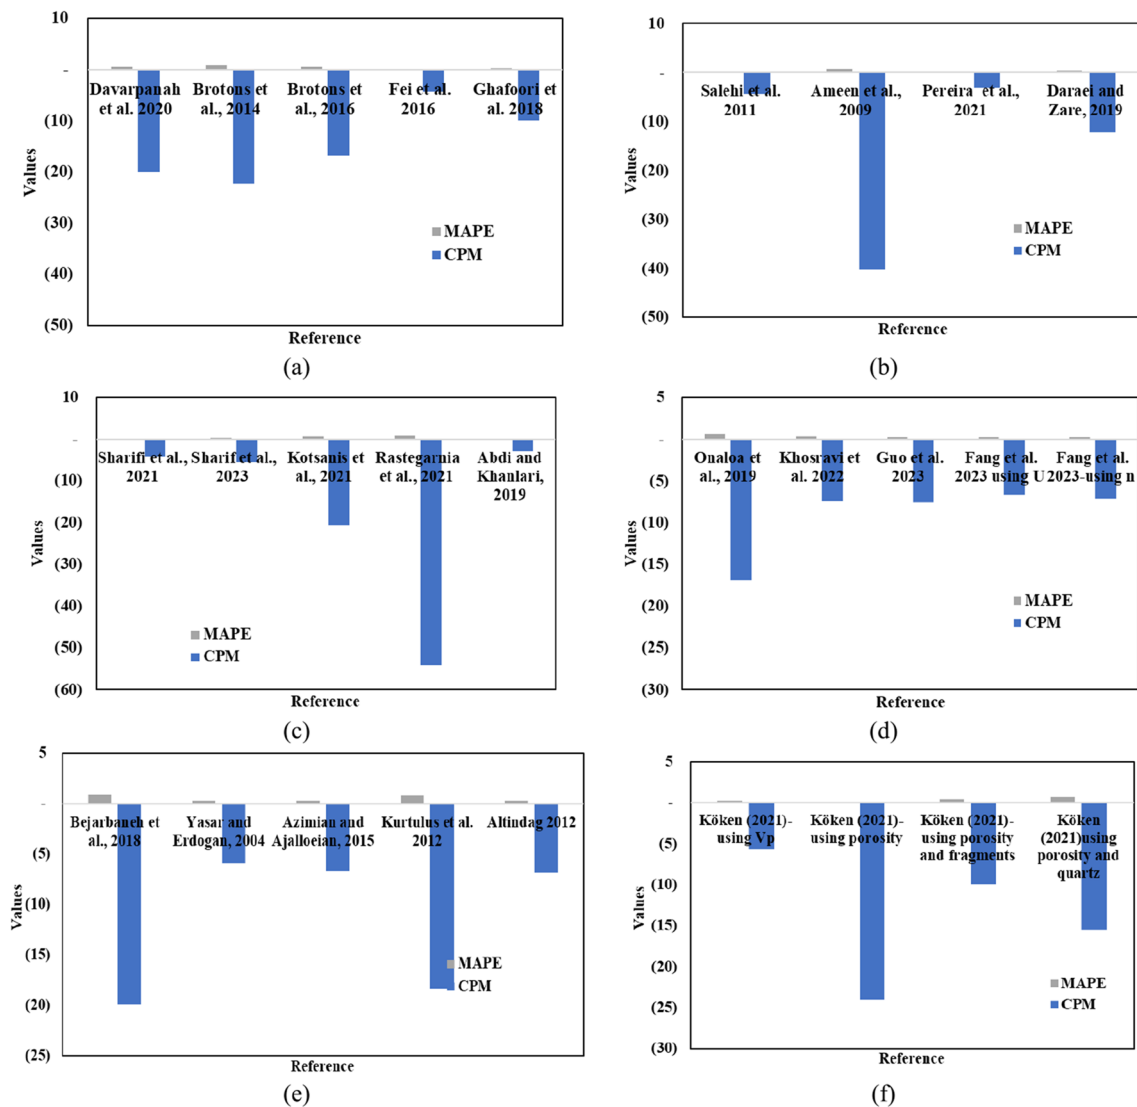 10
-
(10)
(20)
(30)
(40)
(50)
Values
Davarpanah
et al. 2020
Brotons et
al., 2014
Brotons et
al., 2016
Fei et al.
2016
Ghafoori et
al. 2018
MAPE
CPM
Reference
(a)
10
-
(10)
(20)
(30)
(40)
(50)
Values
Salehi et al.
2011
Ameen et al.,
2009
Pereira et al.,
2021
Daraei and
Zare, 2019
MAPE
CPM
Reference
(b)
10
-
(10)
(20)
(30)
(40)
(50)
(60)
Values
Sharifi et al.,
2021
Sharif et al.,
2023
Kotsanis et
al., 2021
Rastegarnia
et al., 2021
Abdi and
Khanlari,
2019
MAPE
CPM
Reference
(c)
5
-
(5)
(10)
(15)
(20)
(25)
(30)
Values
Onaloa et
al., 2019
Khosravi et
al. 2022
Guo et al.
2023
Fang et al.
2023 using U
Fang et al.
2023-using n
MAPE
CPM
Reference
(d)
5
-
(5)
(10)
(15)
(20)
(25)
Values
Bejarbaneh et
al., 2018
Yasar and
Erdogan, 2004
Azimian and
Ajalloeian, 2015
Kurtulus et al.
2012
Altindag 2012
MAPE
CPM
Reference
(e)
5
-
(5)
(10)
(15)
(20)
(25)
(30)
Values
Köken (2021)-
using Vp
Köken (2021)-
using porosity
Köken (2021)-
using porosity
and fragments
Köken
(2021)using
porosity and
quartz
MAPE
CPM
Reference
(f)